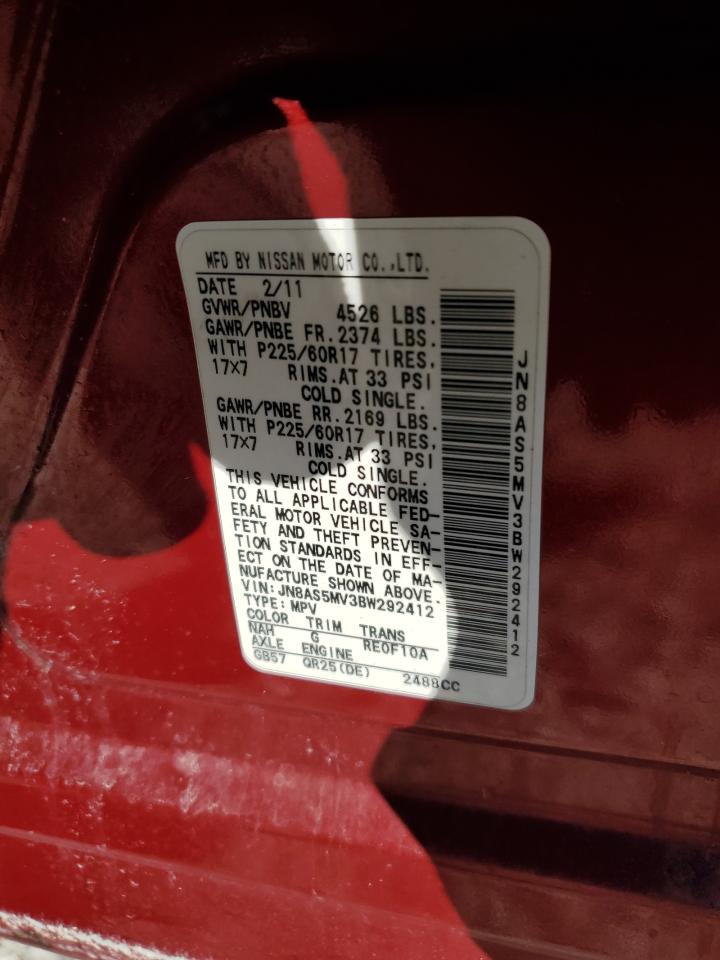 MFD BY NISSAN MOTOR CO.,LTD.
DATE 2/11
GVWR/PNBV 4526 LBS.
GAWR/PNBE FR. 2374 LBS.
WITH P225/60R17 TIRES,
17X7 RIMS. AT 33 PSI
COLD SINGLE.
GAWR/PNBE RR. 2169 LBS.
WITH P225/60R17 TIRES,
17X7 RIMS. AT 33 PSI
COLD SINGLE.
THIS VEHICLE CONFORMS
TO ALL APPLICABLE FED-
ERAL MOTOR VEHICLE SA-
FETY AND THEFT PREVEN-
TION STANDARDS IN EFF-
ECT ON THE DATE OF MA-
NUFACTURE SHOWN ABOVE.
VIN:JN8AS5MV3BW292412
TYPE: MPV
COLOR TRIM TRANS
NAH G RE0F10A
AXLE ENGINE
GB57 QR25(DE) 2488CC
JN8AS5MV3BW292412